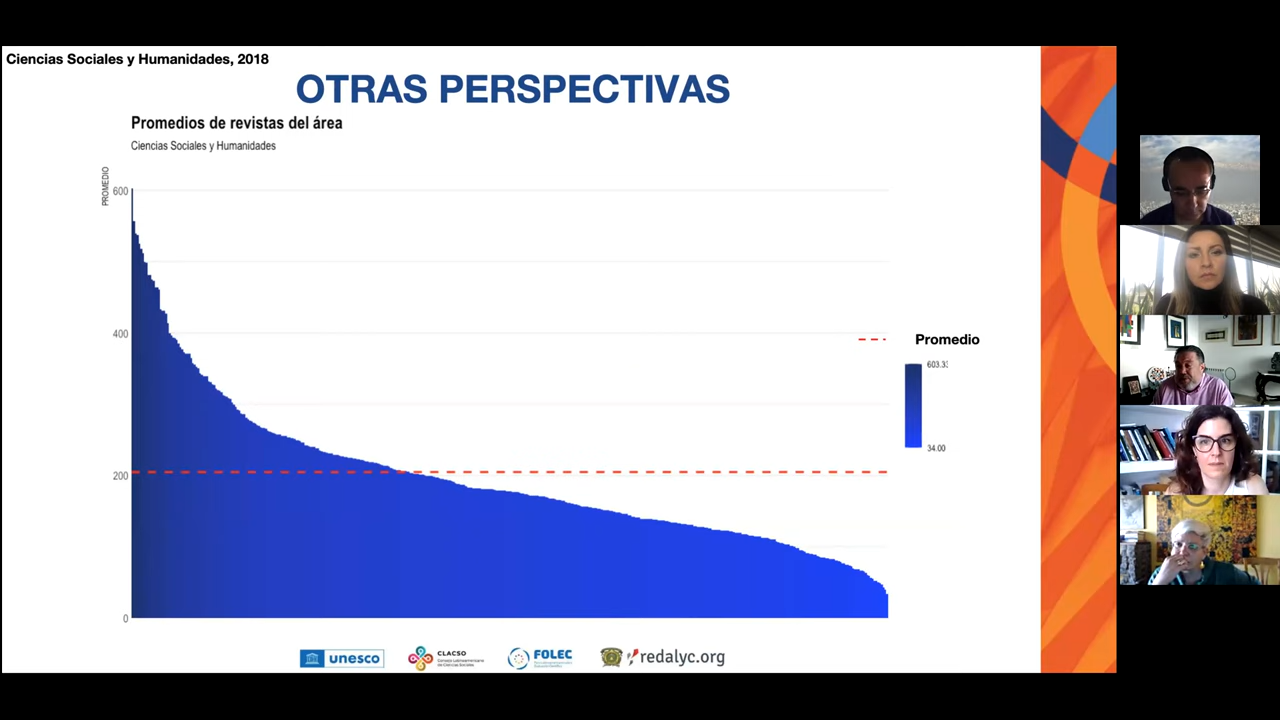 Ciencias Sociales y Humanidades, 2018
OTRAS PERSPECTIVAS
Promedios de revistas del área
Ciencias Sociales y Humanidades
PROMEDIO
600
400
200
0
Promedio
603.33
34.00
unesco
CLACSO
Consejo Latinoamericano
de Ciencias Sociales
FOLEC
redalyc.org